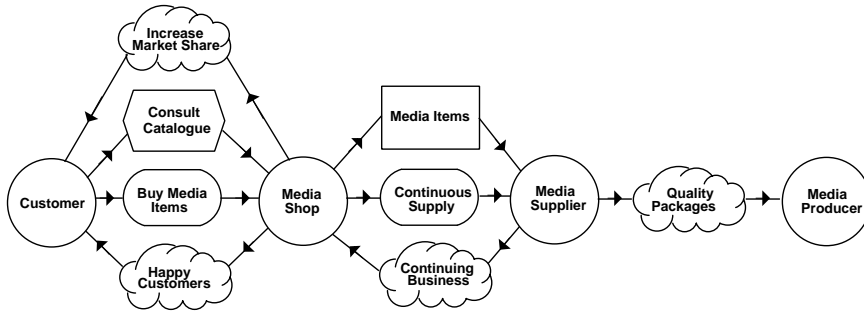 Increase
Market Share
Consult
Catalogue
Media Items
Customer
Buy Media
Items
Media
Shop
Continuous
Supply
Media
Supplier
Quality
Packages
Media
Producer
Happy
Customers
Continuing
Business